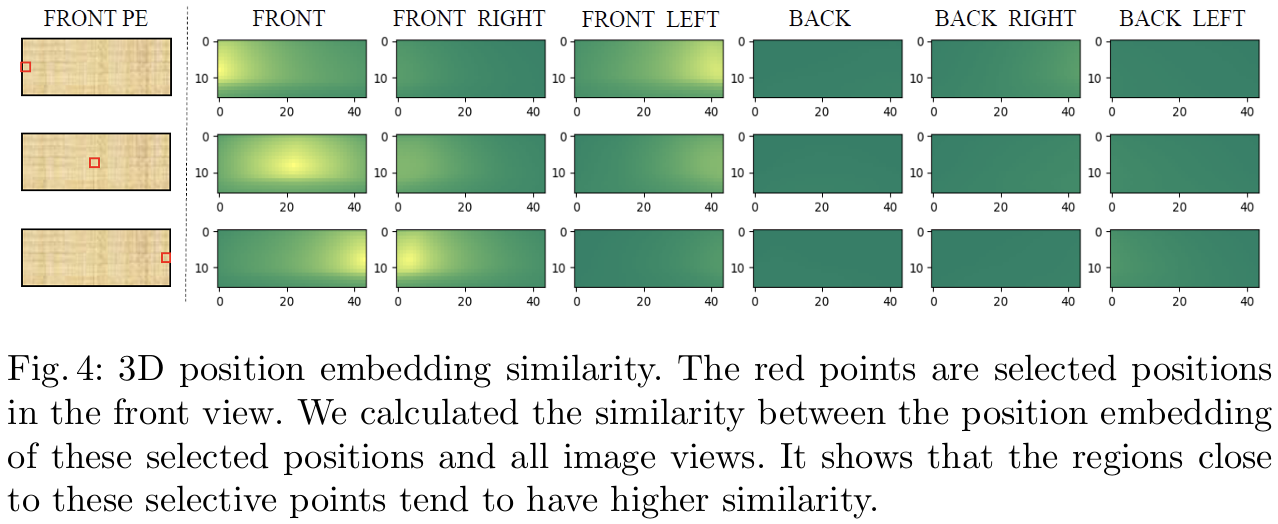 FRONT PE FRONT FRONT RIGHT FRONT LEFT BACK BACK RIGHT BACK LEFT
0 0 0 0 0 0
10 10 10 10 10 10
0 20 40 0 20 40 0 20 40 0 20 40 0 20 40 0 20 40
0 0 0 0 0 0
10 10 10 10 10 10
0 20 40 0 20 40 0 20 40 0 20 40 0 20 40 0 20 40
0 0 0 0 0 0
10 10 10 10 10 10
0 20 40 0 20 40 0 20 40 0 20 40 0 20 40 0 20 40
Fig. 4: 3D position embedding similarity. The red points are selected positions
in the front view. We calculated the similarity between the position embedding
of these selected positions and all image views. It shows that the regions close
to these selective points tend to have higher similarity.